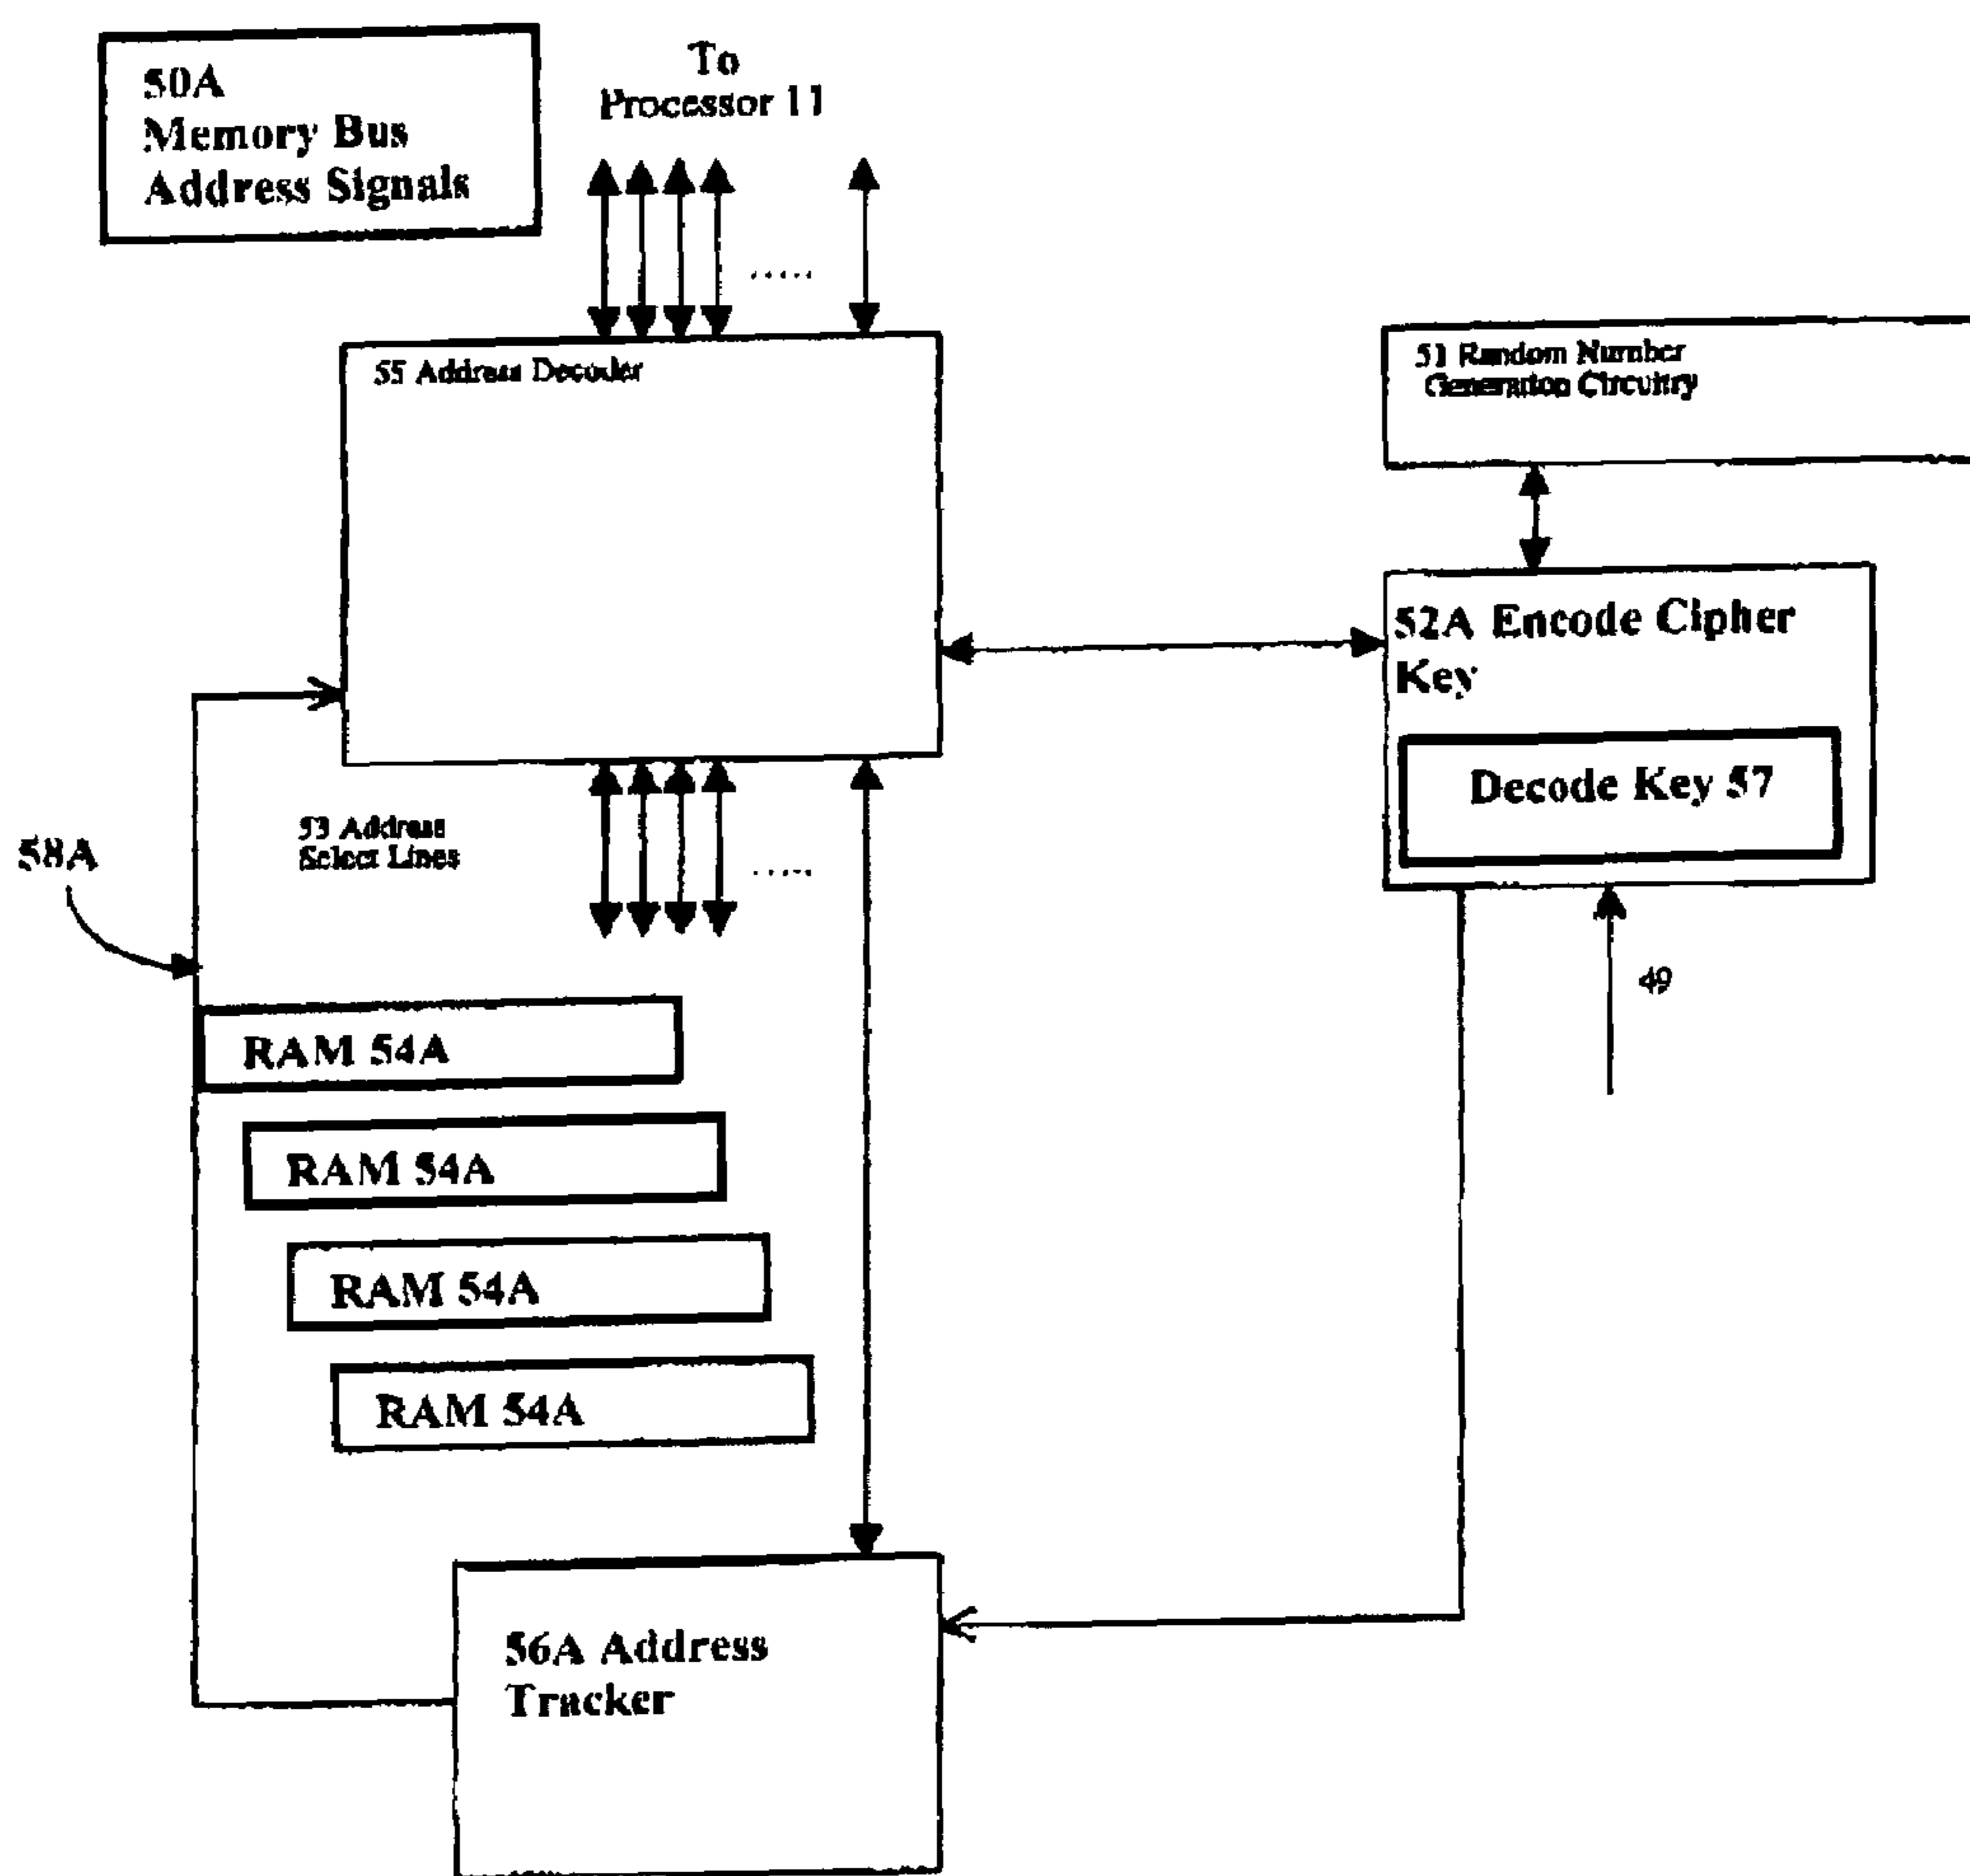 50A
Memory Bus
Address Signals
To
Processor 11
.....
55 Address Decoder
51 Random Number
Generation Circuitry
52A Encode Cipher
Key
Decode Key 57
53 Address
Select Lines
.....
58A
49
RAM 54A
RAM 54A
RAM 54A
RAM 54A
56A Address
Tracker